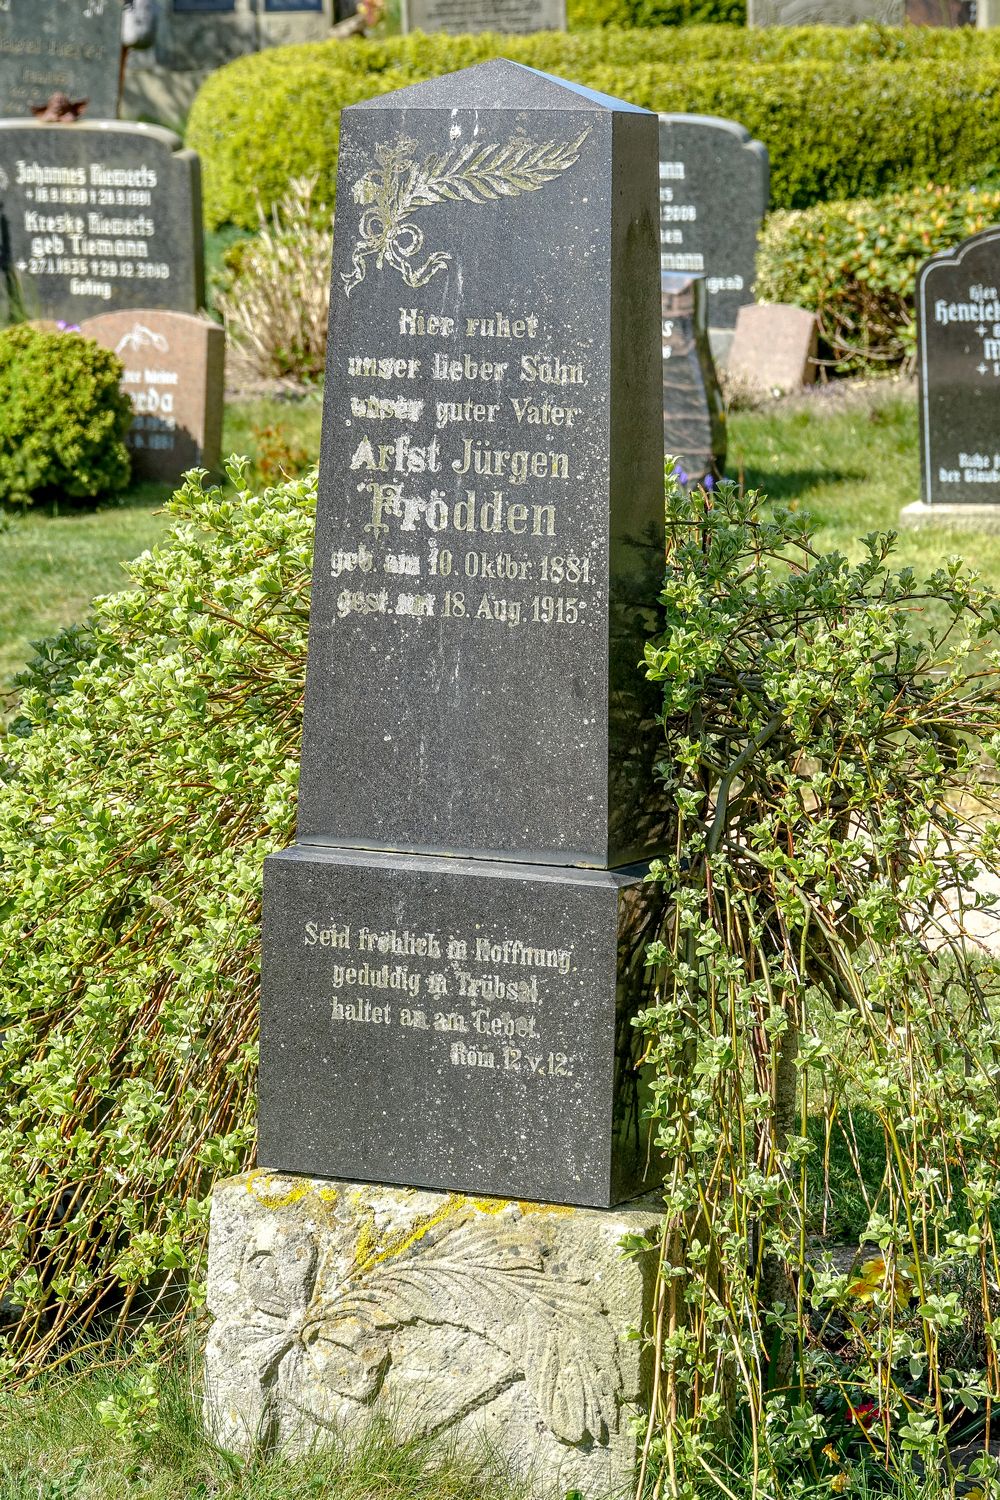 Johannes Riewerts
Kreske Riewerts
geb Tiemann
Hier ruhet
unser lieber Sohn,
unser guter Vater
Arfst Jürgen
Frödden
geb. am 10. Oktbr. 1881
gest. am 18. Aug. 1915.
Seid fröhlich in Hoffnung,
geduldig in Trübsal,
haltet an am Gebet.
Röm. 12 v. 12.
Hier